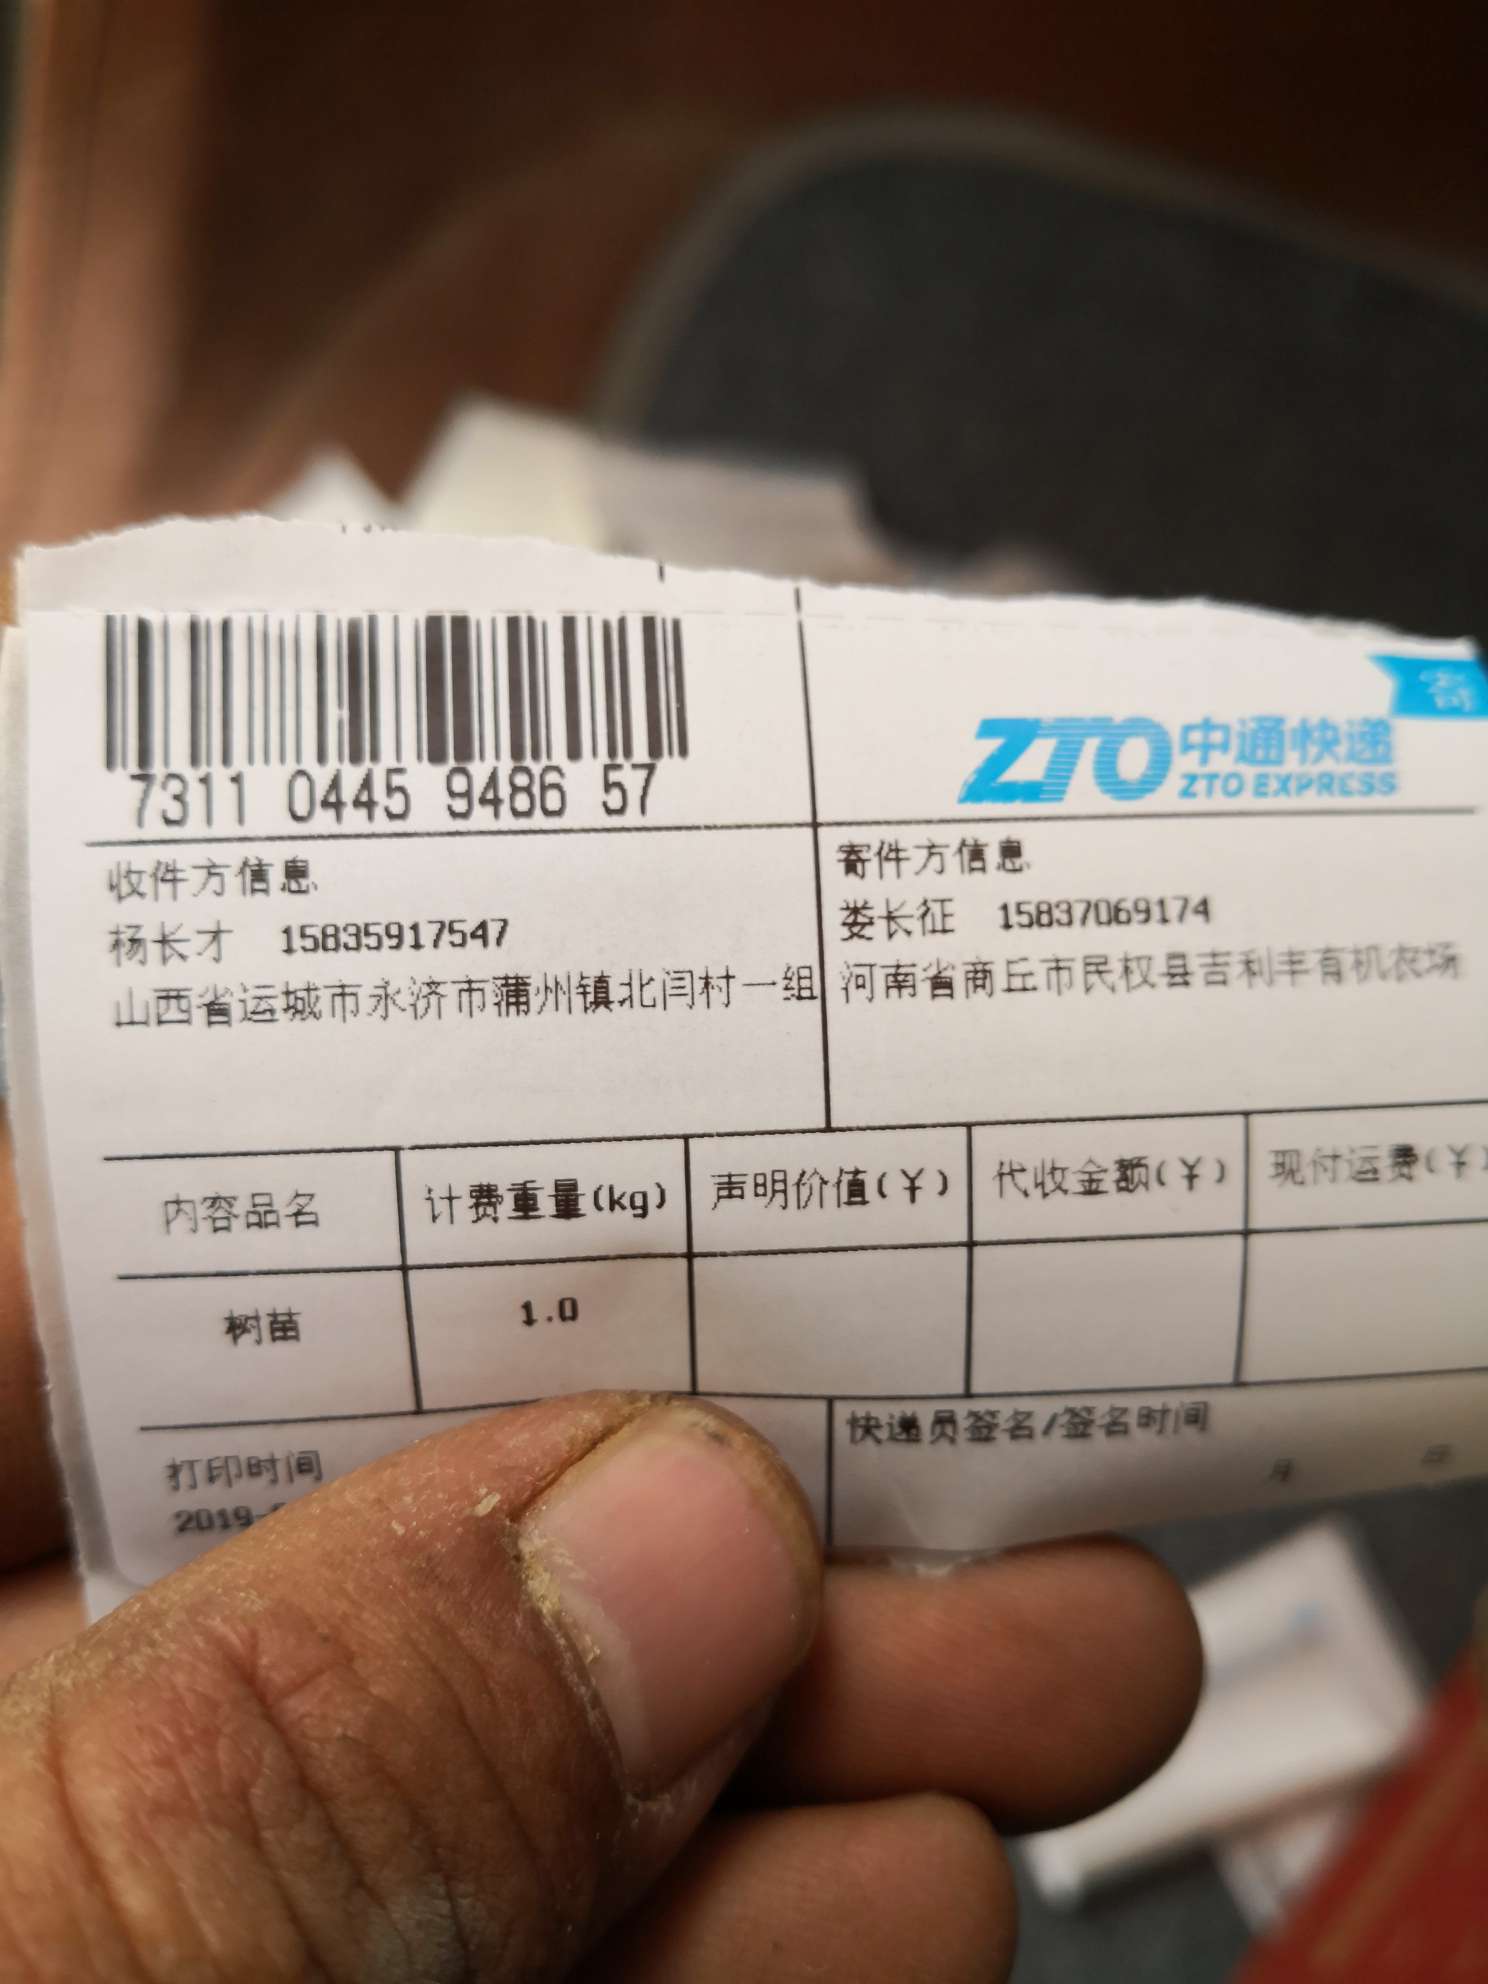 7311 0445 9486 57
寄
ZTO 中通快递
ZTO EXPRESS
收件方信息
杨长才 15835917547
山西省运城市永济市蒲州镇北闫村一组
寄件方信息
娄长征 15837069174
河南省商丘市民权县吉利丰有机农场
内容品名 计费重量(kg) 声明价值(¥) 代收金额(¥) 现付运费(¥)
树苗 1.0
打印时间
2019-
快递员签名/签名时间
月 日